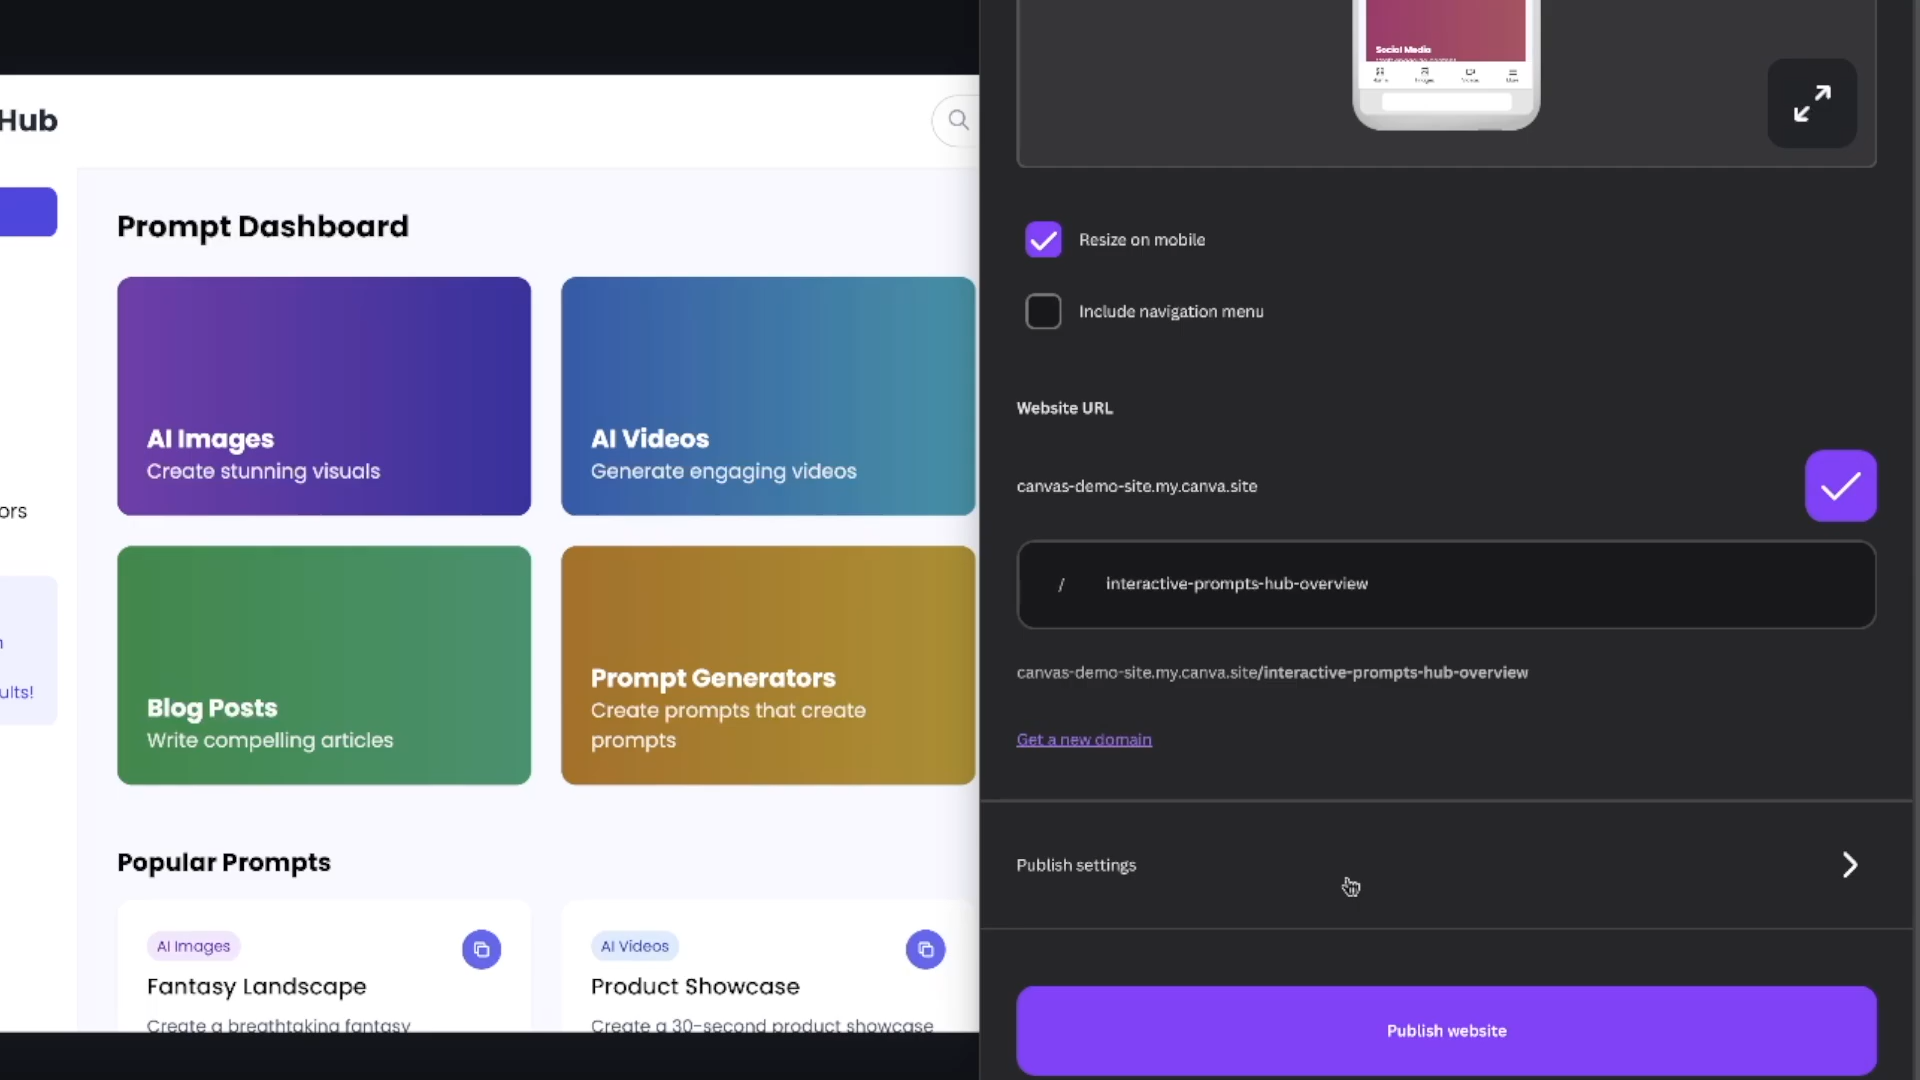 Hub
ors
ults!
Prompt Dashboard
AI Images
Create stunning visuals
AI Videos
Generate engaging videos
Blog Posts
Write compelling articles
Prompt Generators
Create prompts that create
prompts
Popular Prompts
AI Images
Fantasy Landscape
Create a breathtaking fantasy
AI Videos
Product Showcase
Create a 30-second product showcase
Social Media
Resize on mobile
Include navigation menu
Website URL
canvas-demo-site.my.canva.site
/ interactive-prompts-hub-overview
canvas-demo-site.my.canva.site/interactive-prompts-hub-overview
Get a new domain
Publish settings
Publish website